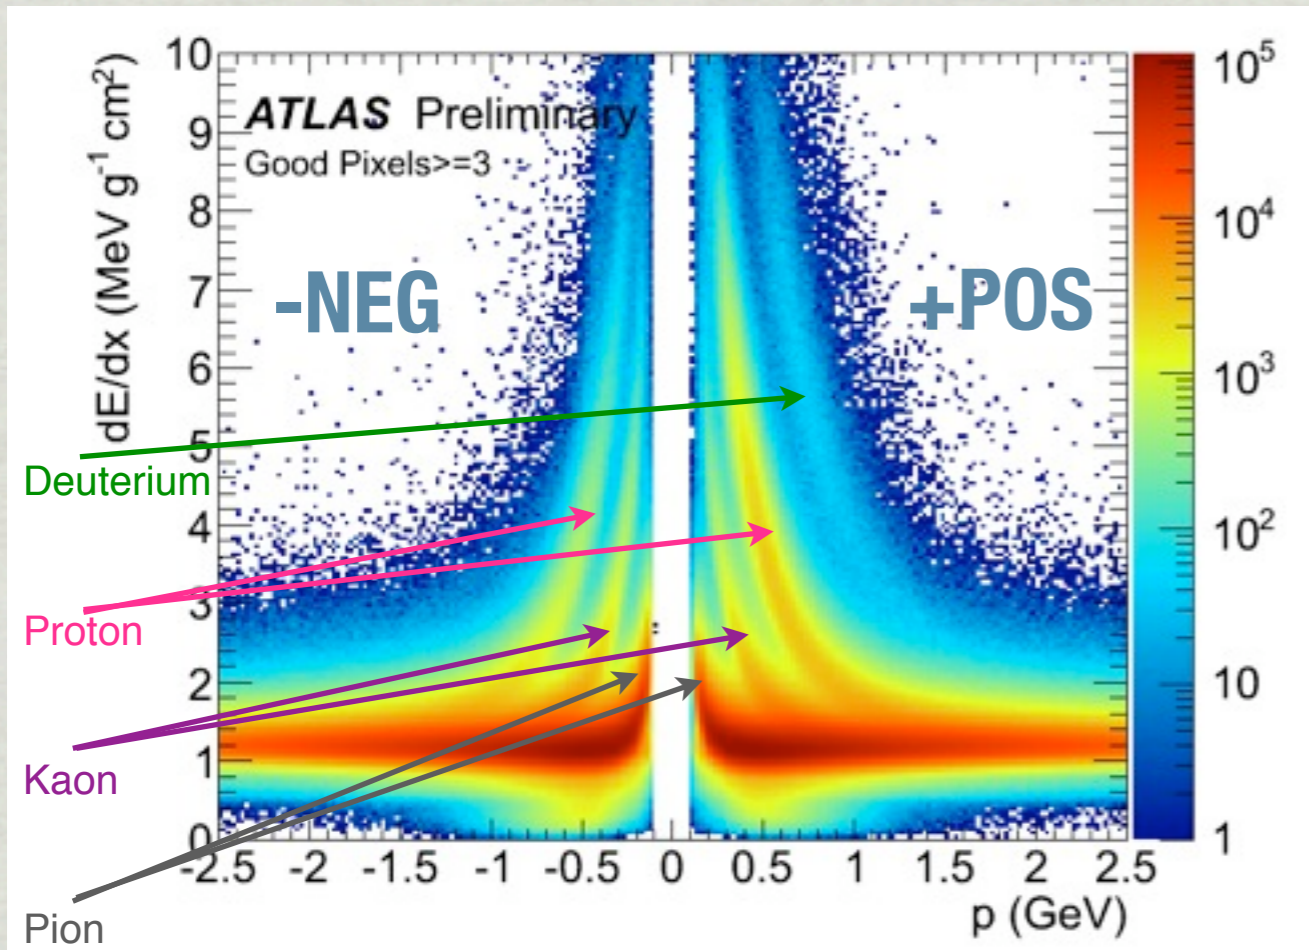 10
9
8
7
6
5
4
3
2
1
0
dE/dx (MeV g⁻¹ cm²)
ATLAS Preliminary
Good Pixels>=3
-NEG
+POS
Deuterium
Proton
Kaon
Pion
-2.5 -2 -1.5 -1 -0.5 0 0.5 1 1.5 2 2.5
p (GeV)
10⁵
10⁴
10³
10²
10
1